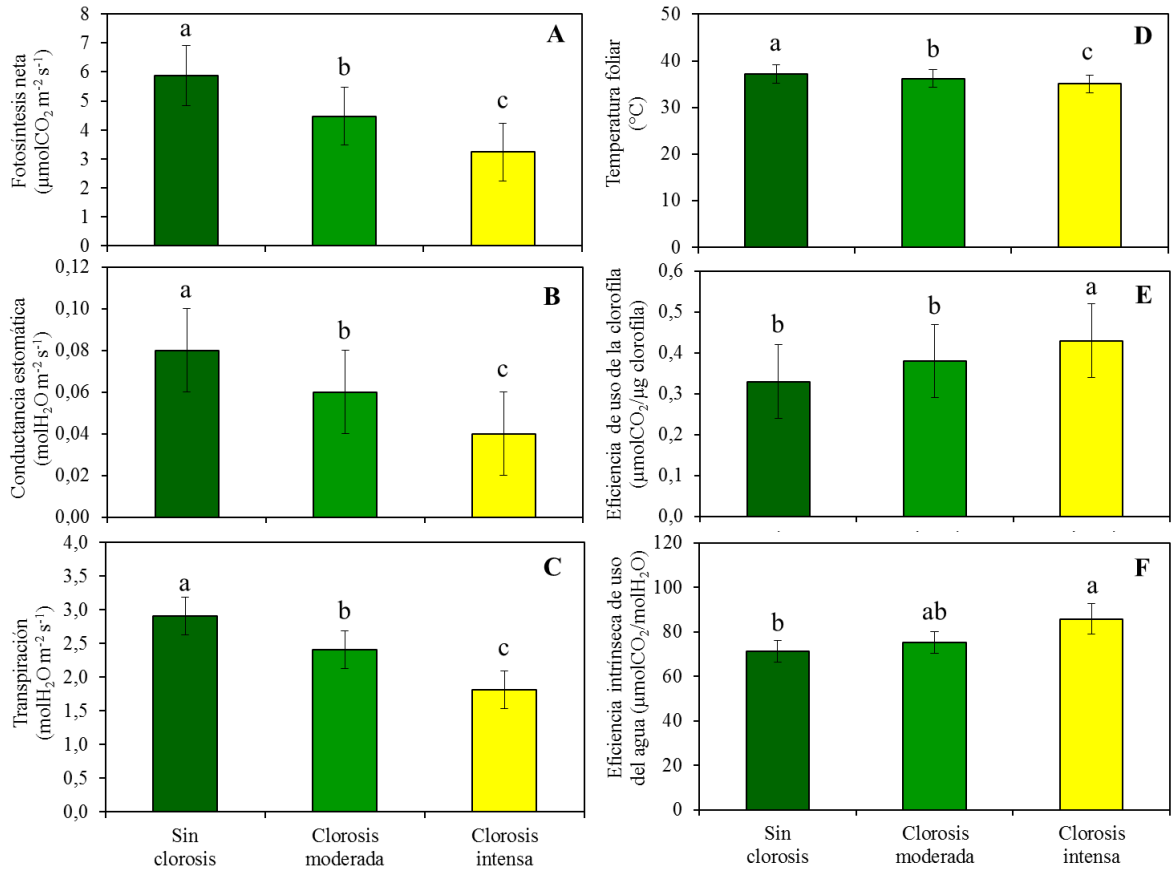 Fotosíntesis neta
(µmolCO₂ m⁻² s⁻¹)
8
7
6
5
4
3
2
1
0
a
b
c
A
Conductancia estomática
(molH₂O m⁻² s⁻¹)
0,12
0,10
0,08
0,06
0,04
0,02
0,00
a
b
c
B
Transpiración
(molH₂O m⁻² s⁻¹)
4,0
3,5
3,0
2,5
2,0
1,5
1,0
0,5
0,0
a
b
c
C
Sin
clorosis
Clorosis
moderada
Clorosis
intensa
Temperatura foliar
(°C)
50
40
30
20
10
0
a
b
c
D
Eficiencia de uso de la clorofila
(µmolCO₂/µg clorofila)
0,6
0,5
0,4
0,3
0,2
0,1
0,0
b
b
a
E
Eficiencia intrínseca de uso
del agua (µmolCO₂/molH₂O)
120
100
80
60
40
20
0
b
ab
a
F
Sin
clorosis
Clorosis
moderada
Clorosis
intensa